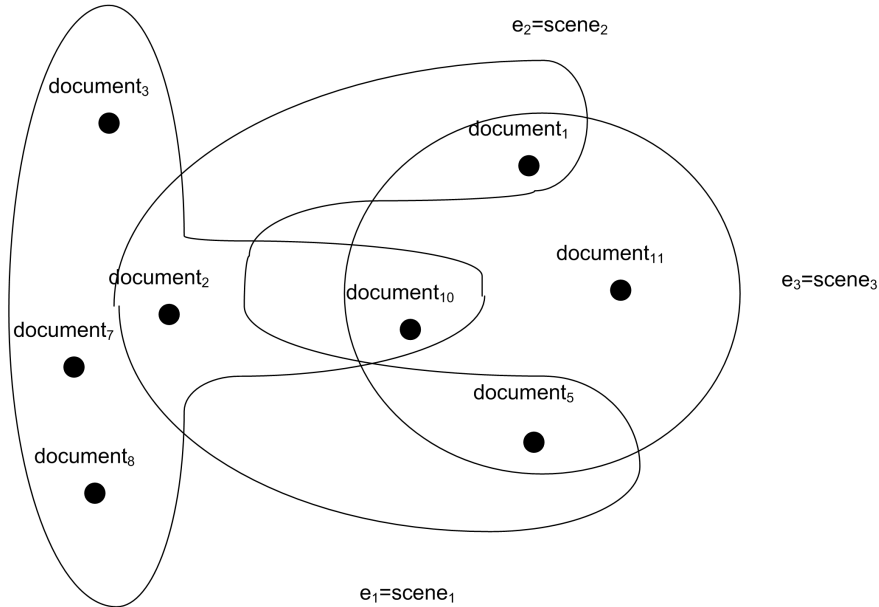 e₂=scene₂
document₃
document₁
document₁₁
document₂
e₃=scene₃
document₁₀
document₇
document₅
document₈
e₁=scene₁